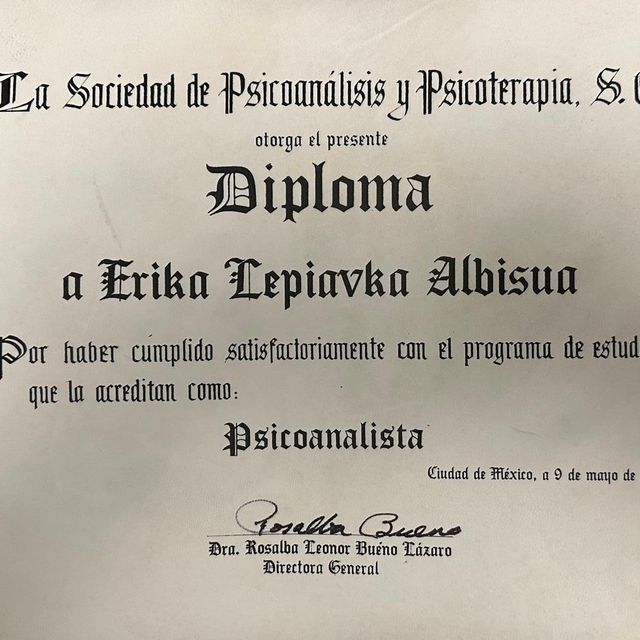 La Sociedad de Psicoanálisis y Psicoterapia, S.
otorga el presente
Diploma
a Erika Lepiavka Albisua
Por haber cumplido satisfactoriamente con el programa de estud
que la acreditan como:
Psicoanalista
Ciudad de México, a 9 de mayo de
Rosalba Bueno
Dra. Rosalba Leonor Buéno Lázaro
Directora General